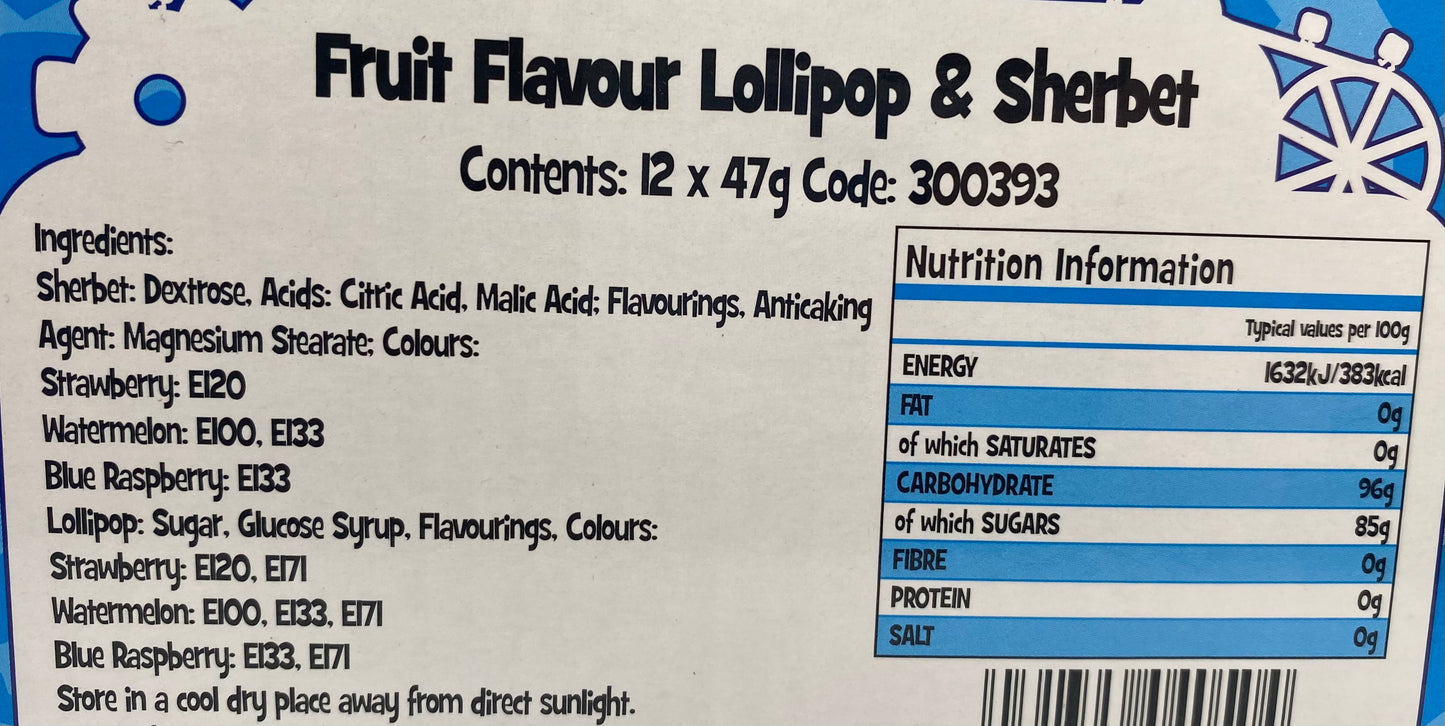 Fruit Flavour Lollipop & Sherbet
Contents: 12 x 47g Code: 300393
Ingredients:
Sherbet: Dextrose, Acids: Citric Acid, Malic Acid; Flavourings, Anticaking
Agent: Magnesium Stearate; Colours:
Strawberry: E120
Watermelon: E100, E133
Blue Raspberry: E133
Lollipop: Sugar, Glucose Syrup, Flavourings, Colours:
Strawberry: E120, E171
Watermelon: E100, E133, E171
Blue Raspberry: E133, E171
Store in a cool dry place away from direct sunlight.
Nutrition Information
Typical values per 100g
ENERGY 1632kJ/383kcal
FAT 0g
of which SATURATES 0g
CARBOHYDRATE 96g
of which SUGARS 85g
FIBRE 0g
PROTEIN 0g
SALT 0g